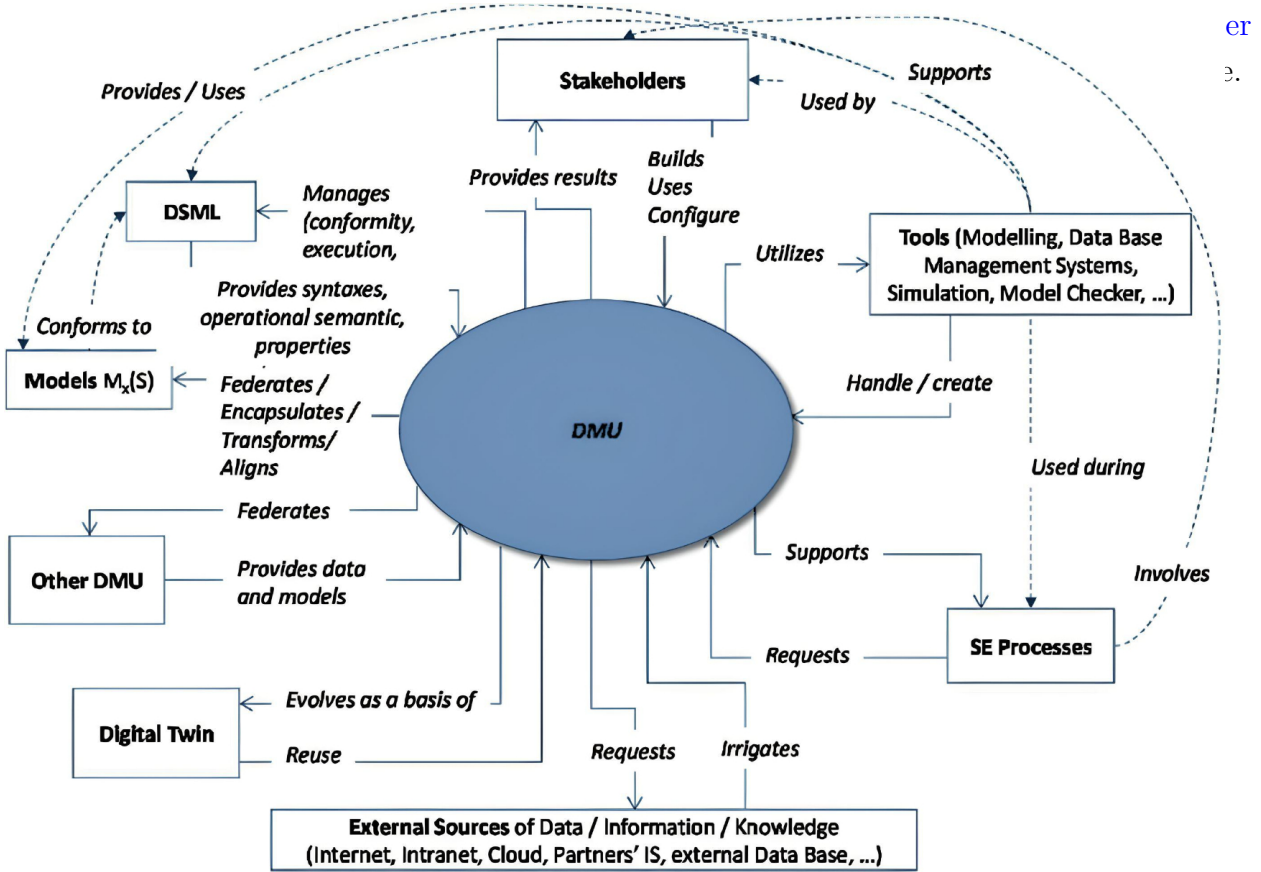 er
e.
Provides / Uses
Stakeholders
Supports
Used by
Provides results
Builds
Uses
Configure
DSML
Manages
(conformity,
execution,
Utilizes
Tools (Modelling, Data Base
Management Systems,
Simulation, Model Checker, ...)
Provides syntaxes,
operational semantic,
properties
Conforms to
Models Mx(S)
Federates /
Encapsulates /
Transforms/
Aligns
DMU
Handle / create
Used during
Federates
Other DMU
Provides data
and models
Supports
Involves
SE Processes
Requests
Evolves as a basis of
Digital Twin
Reuse
Requests
Irrigates
External Sources of Data / Information / Knowledge
(Internet, Intranet, Cloud, Partners' IS, external Data Base, ...)